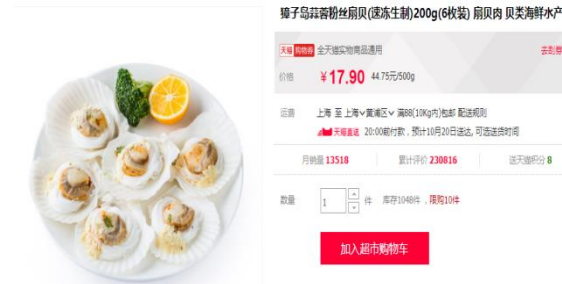 獐子岛蒜蓉粉丝扇贝(速冻生制)200g(6枚装) 扇贝肉 贝类海鲜水产
天猫 购物券 全天猫实物商品通用 去刮券
价格 ¥17.90 44.75元/500g
运费 上海 至 上海 黄浦区 满88(10Kg内)包邮 配送规则
天猫直送 20:00前付款，预计10月20日送达, 可选送货时间
月销量 13518 累计评价 230816 送天猫积分 8
数量 1 件 库存1048件，限购10件
加入超市购物车